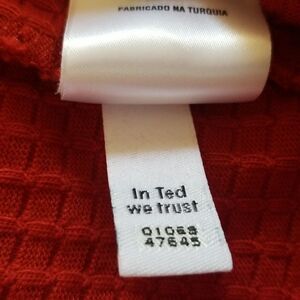 FABRICADO NA TURQUIA
In Ted
we trust
01068
47645